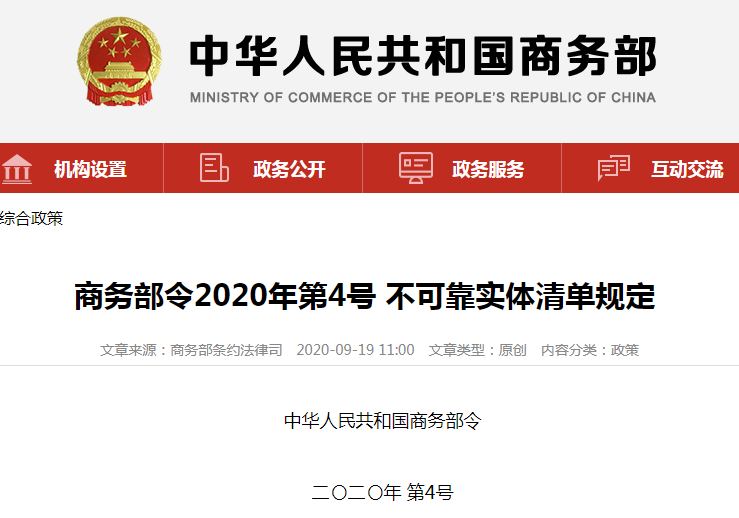 中华人民共和国商务部
MINISTRY OF COMMERCE OF THE PEOPLE'S REPUBLIC OF CHINA
机构设置 政务公开 政务服务 互动交流
综合政策
商务部令2020年第4号 不可靠实体清单规定
文章来源：商务部条约法律司 2020-09-19 11:00 文章类型：原创 内容分类：政策
中华人民共和国商务部令
二〇二〇年 第4号